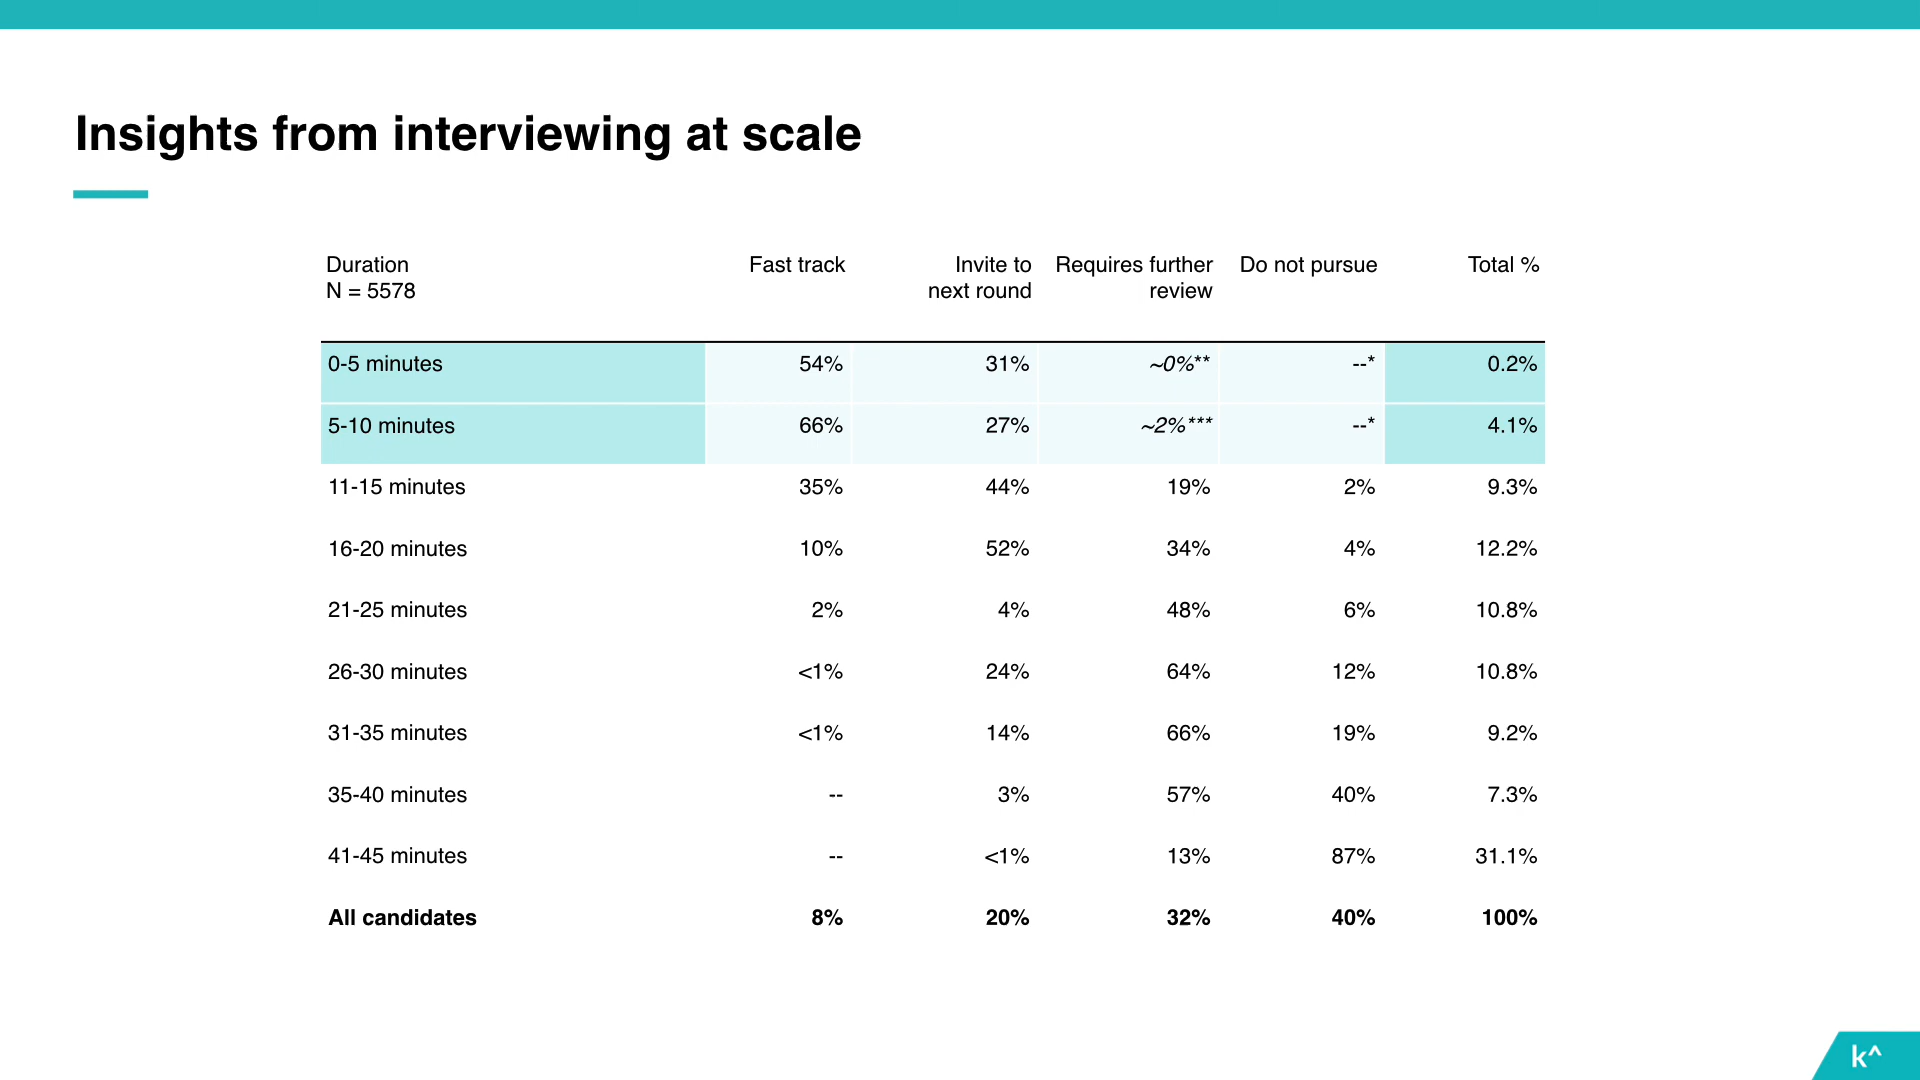 Insights from interviewing at scale
Duration Fast track Invite to Requires further Do not pursue Total %
N = 5578 next round review
0-5 minutes 54% 31% ~0%** --* 0.2%
5-10 minutes 66% 27% ~2%*** --* 4.1%
11-15 minutes 35% 44% 19% 2% 9.3%
16-20 minutes 10% 52% 34% 4% 12.2%
21-25 minutes 2% 4% 48% 6% 10.8%
26-30 minutes <1% 24% 64% 12% 10.8%
31-35 minutes <1% 14% 66% 19% 9.2%
35-40 minutes -- 3% 57% 40% 7.3%
41-45 minutes -- <1% 13% 87% 31.1%
All candidates 8% 20% 32% 40% 100%
k^